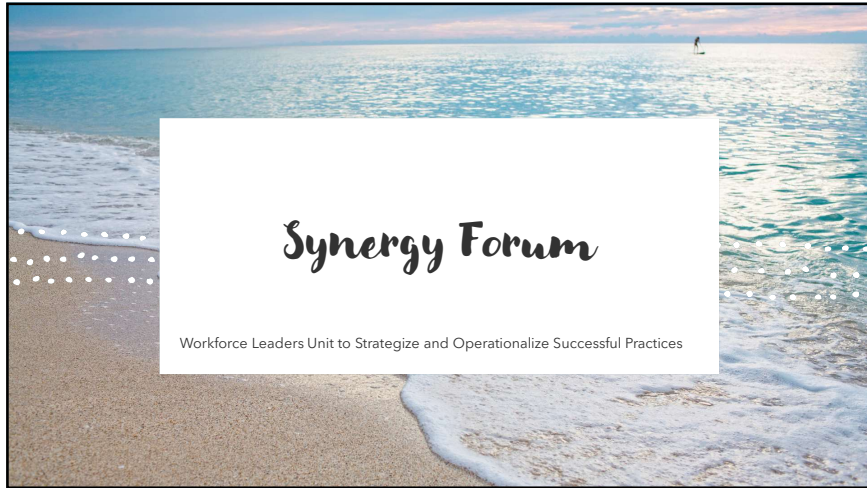 Synergy Forum
Workforce Leaders Unit to Strategize and Operationalize Successful Practices